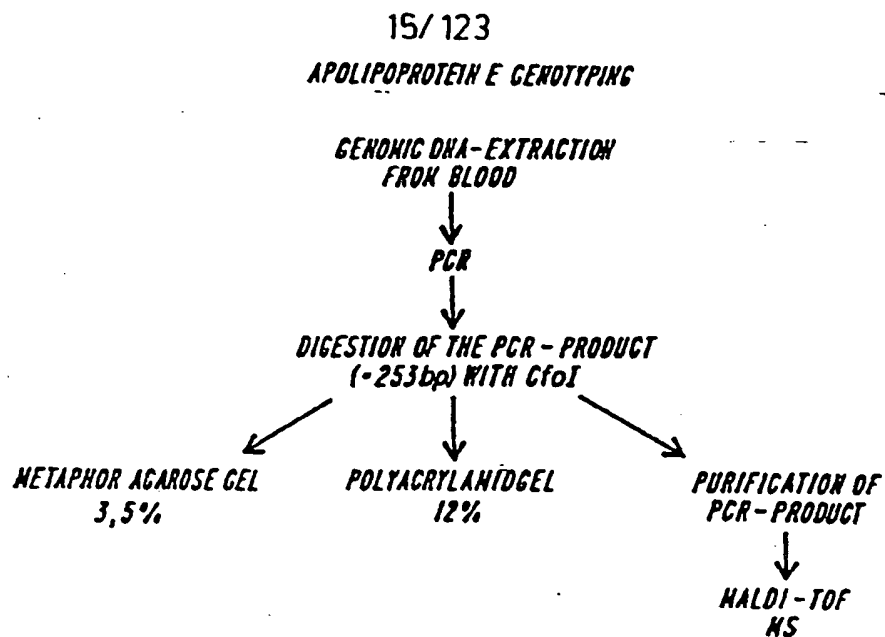 15/123
APOLIPOPROTEIN E GENOTYPING
GENOMIC DNA-EXTRACTION
FROM BLOOD
PCR
DIGESTION OF THE PCR - PRODUCT
(-253bp) WITH CfoI
METAPHOR AGAROSE GEL
3,5%
POLYACRYLAMIDGEL
12%
PURIFICATION OF
PCR-PRODUCT
MALDI-TOF
MS